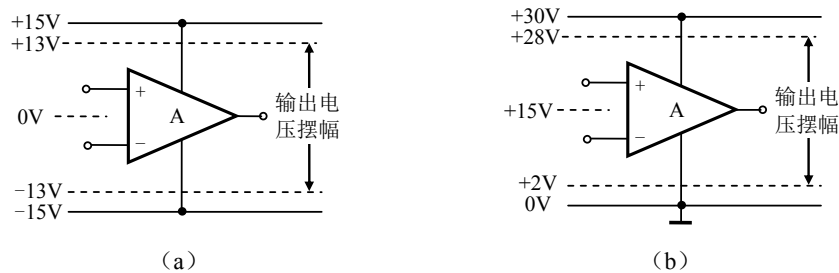 +15V
+13V
+
A
−
0V
输出电
压摆幅
−13V
−15V
(a)
+30V
+28V
+
A
−
+15V
输出电
压摆幅
+2V
0V
(b)